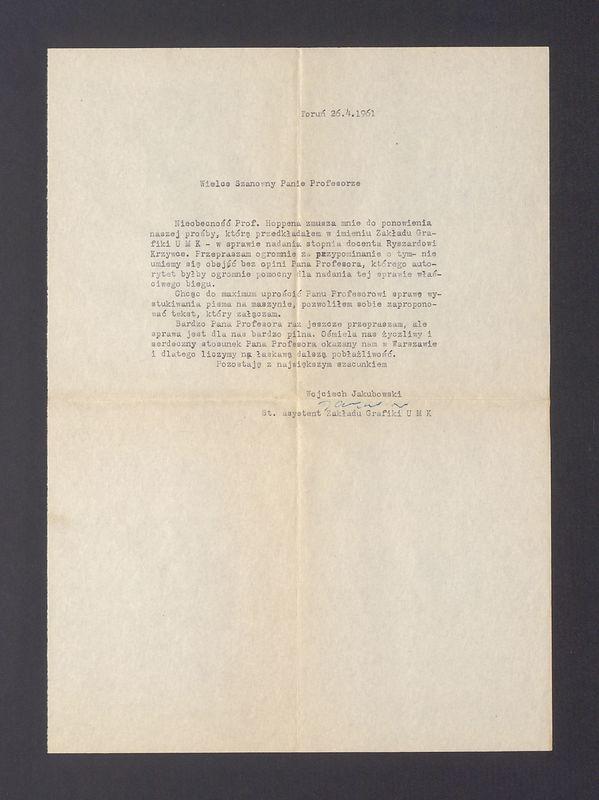 Toruń 26.4.1961
Wielce Szanowny Panie Profesorze
Nieobecność Prof. Hoppena zmusza mnie do ponowienia
naszej prośby, którą przedkładałem w imieniu Zakładu Gra-
fiki U M K - w sprawie nadania stopnia docenta Ryszardowi
Krzywce. Przepraszam ogromnie za przypominanie o tym- nie
umiemy się obejść bez opini Pana Profesora, którego auto-
rytet byłby ogromnie pomocny dla nadania tej sprawie właś-
ciwego biegu.
Chcąc do maximum uprościć Panu Profesorowi sprawę wy-
stukiwania pisma na maszynie, pozwoliłem sobie zapropono-
wać tekst, który załączam.
Bardzo Pana Profesora raz jeszcze przepraszam, ale
sprawa jest dla nas bardzo pilna. Ośmiela nas życzliwy i
serdeczny stosunek Pana Profesora okazany nam w Warszawie
i dlatego liczymy na łaskawą dalszą pobłażliwość.
Pozostaję z największym szacunkiem
Wojciech Jakubowski
St. asystent Zakładu Grafiki U M K